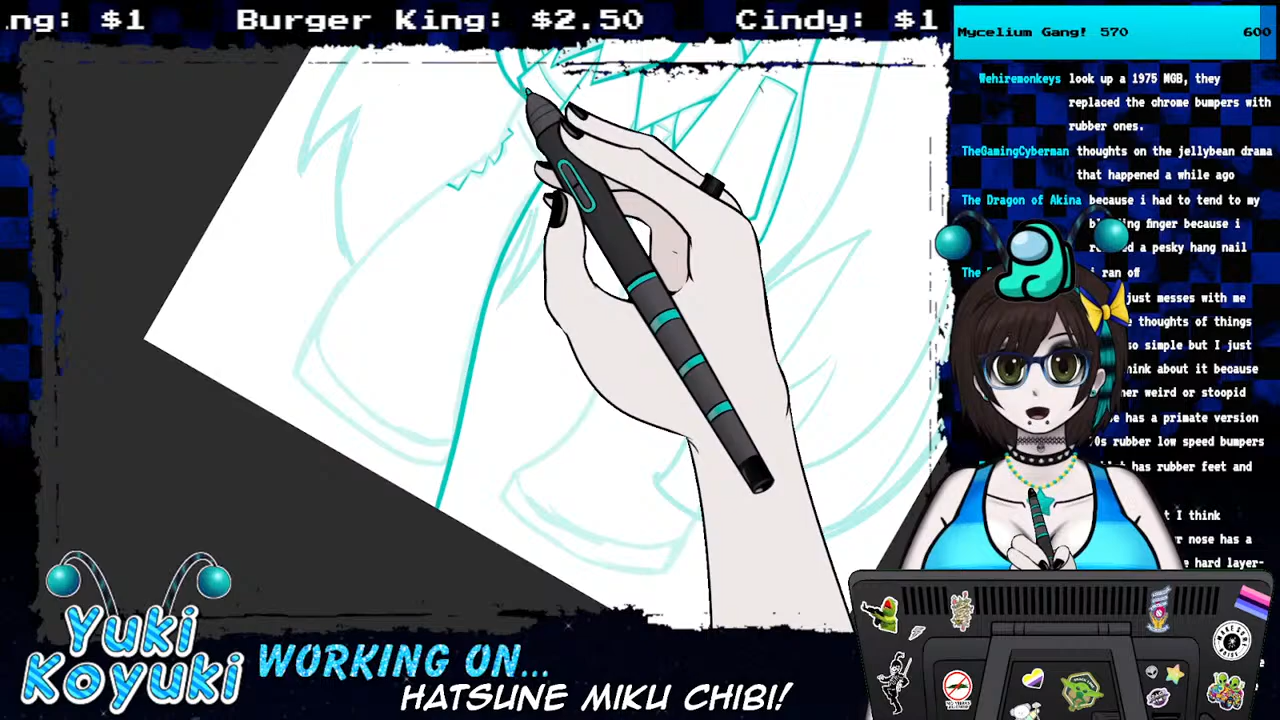 ng: $1 Burger King: $2.50 Cindy: $1
Mycelium Gang! 570 600
Wehiremonkeys look up a 1975 MGB, they
replaced the chrome bumpers with
rubber ones.
TheGamingCyberman thoughts on the jellybean drama
that happened a while ago
The Dragon of Akina because i had to tend to my
finger because i
a pesky hang nail
The
i ran off
just messes with me
thoughts of things
so simple but I just
think about it because
weird or stoopid
has a primate version
0s rubber low speed bumpers
has rubber feet and
t I think
nose has a
hard layer-
Yuki
Koyuki
WORKING ON...
HATSUNE MIKU CHIBI!